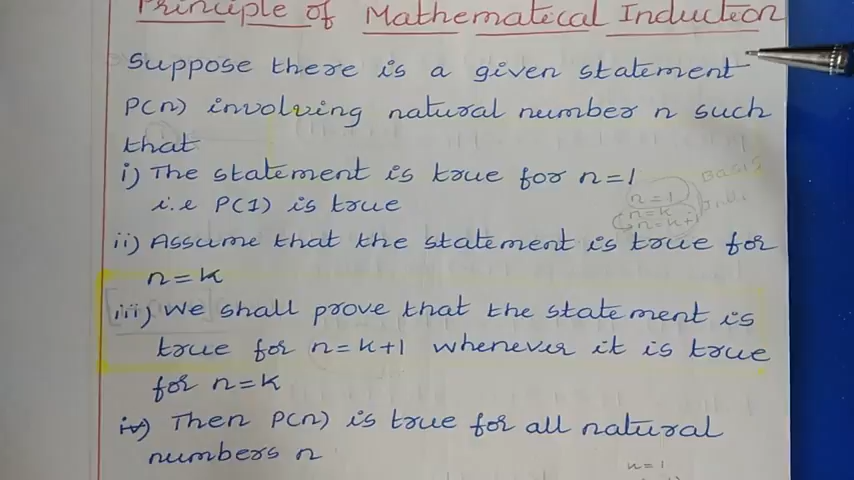 Principle of Mathematical Induction
Suppose there is a given statement
P(n) involving natural number n such
that
i) The statement is true for n=1
i.e P(1) is true
n=1
n=k
n=k+1
Basis
ii) Assume that the statement is true for
n=k
iii) We shall prove that the statement is
true for n=k+1 whenever it is true
for n=k
iv) Then P(n) is true for all natural
numbers n
n=1